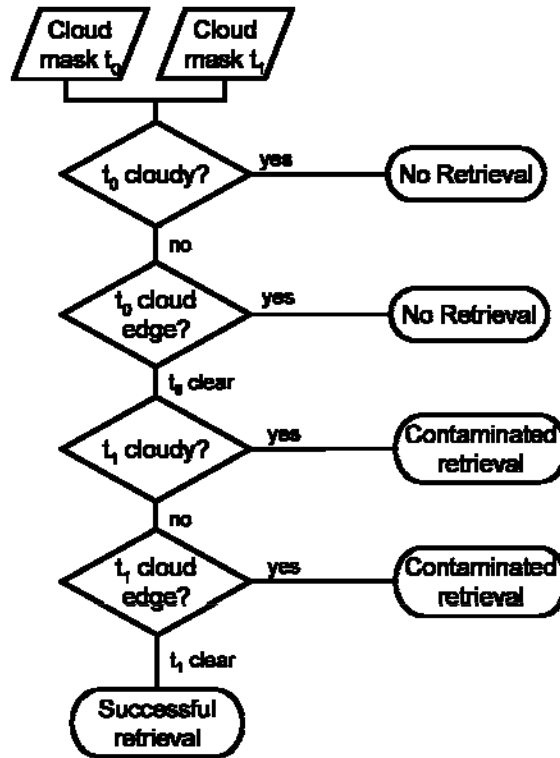 Cloud
mask t₀
Cloud
mask t₁
t₀ cloudy?
yes
No Retrieval
no
t₀ cloud
edge?
yes
No Retrieval
t₀ clear
t₁ cloudy?
yes
Contaminated
retrieval
no
t₁ cloud
edge?
yes
Contaminated
retrieval
t₁ clear
Successful
retrieval